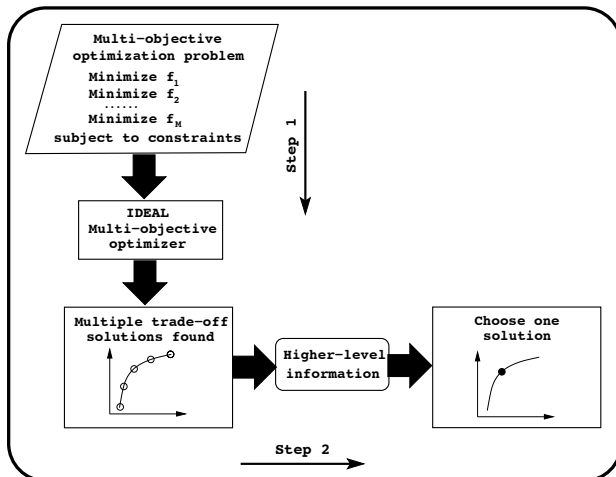 Multi-objective
optimization problem
Minimize f1
Minimize f2
......
Minimize fM
subject to constraints
Step 1
IDEAL
Multi-objective
optimizer
Multiple trade-off
solutions found
Higher-level
information
Choose one
solution
Step 2